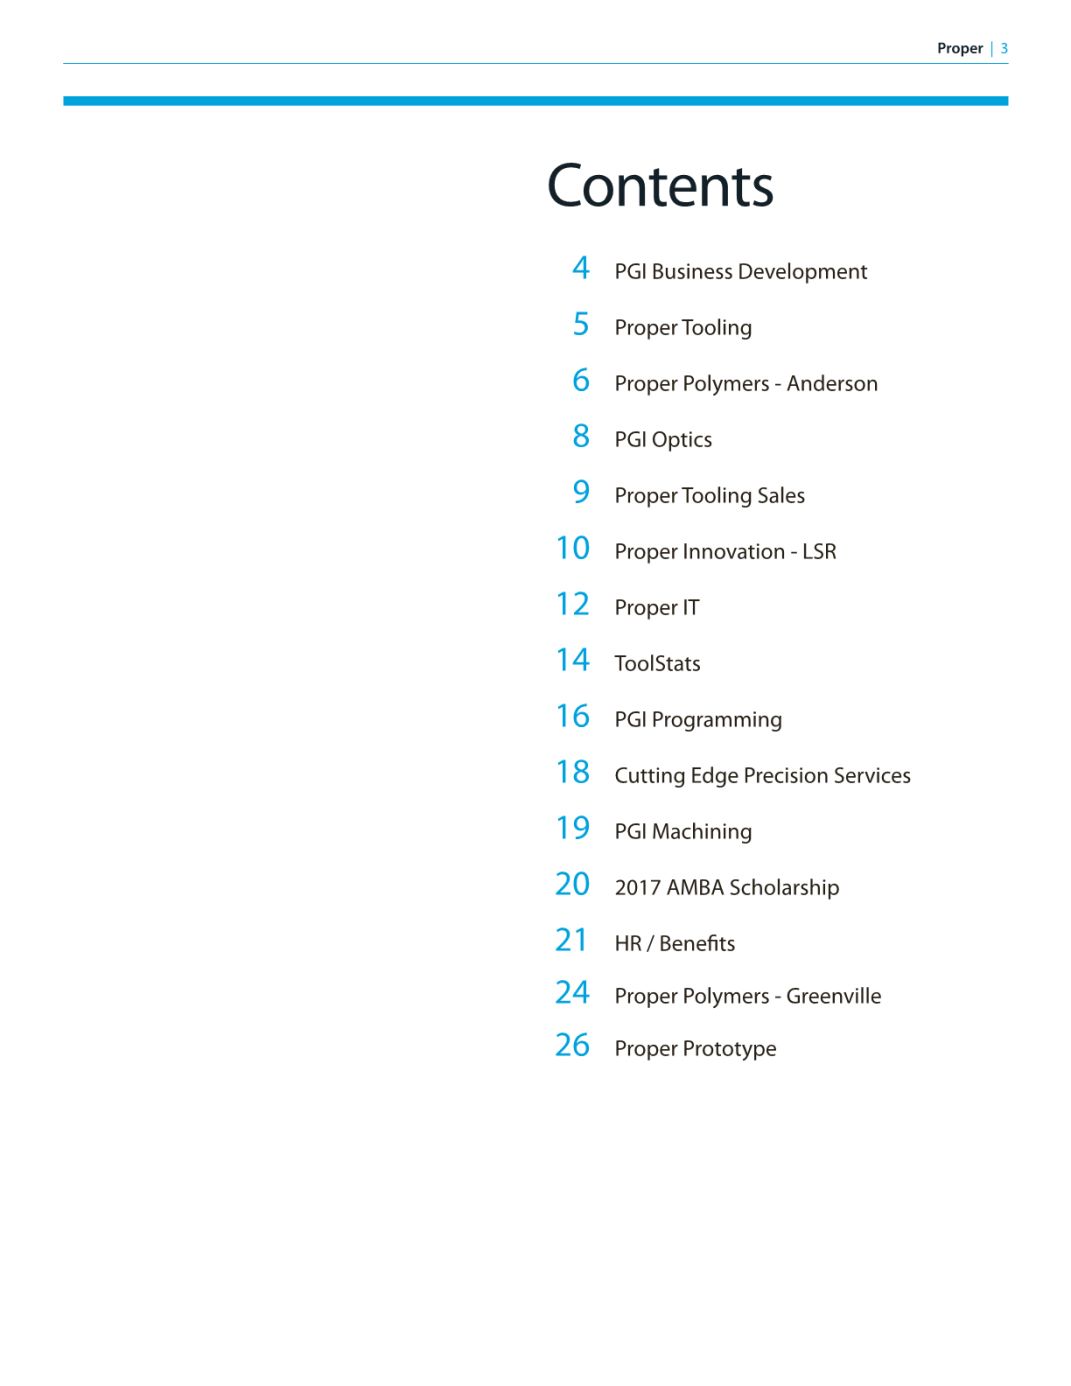 Proper | 3
Contents
4 PGI Business Development
5 Proper Tooling
6 Proper Polymers - Anderson
8 PGI Optics
9 Proper Tooling Sales
10 Proper Innovation - LSR
12 Proper IT
14 ToolStats
16 PGI Programming
18 Cutting Edge Precision Services
19 PGI Machining
20 2017 AMBA Scholarship
21 HR / Benefits
24 Proper Polymers - Greenville
26 Proper Prototype